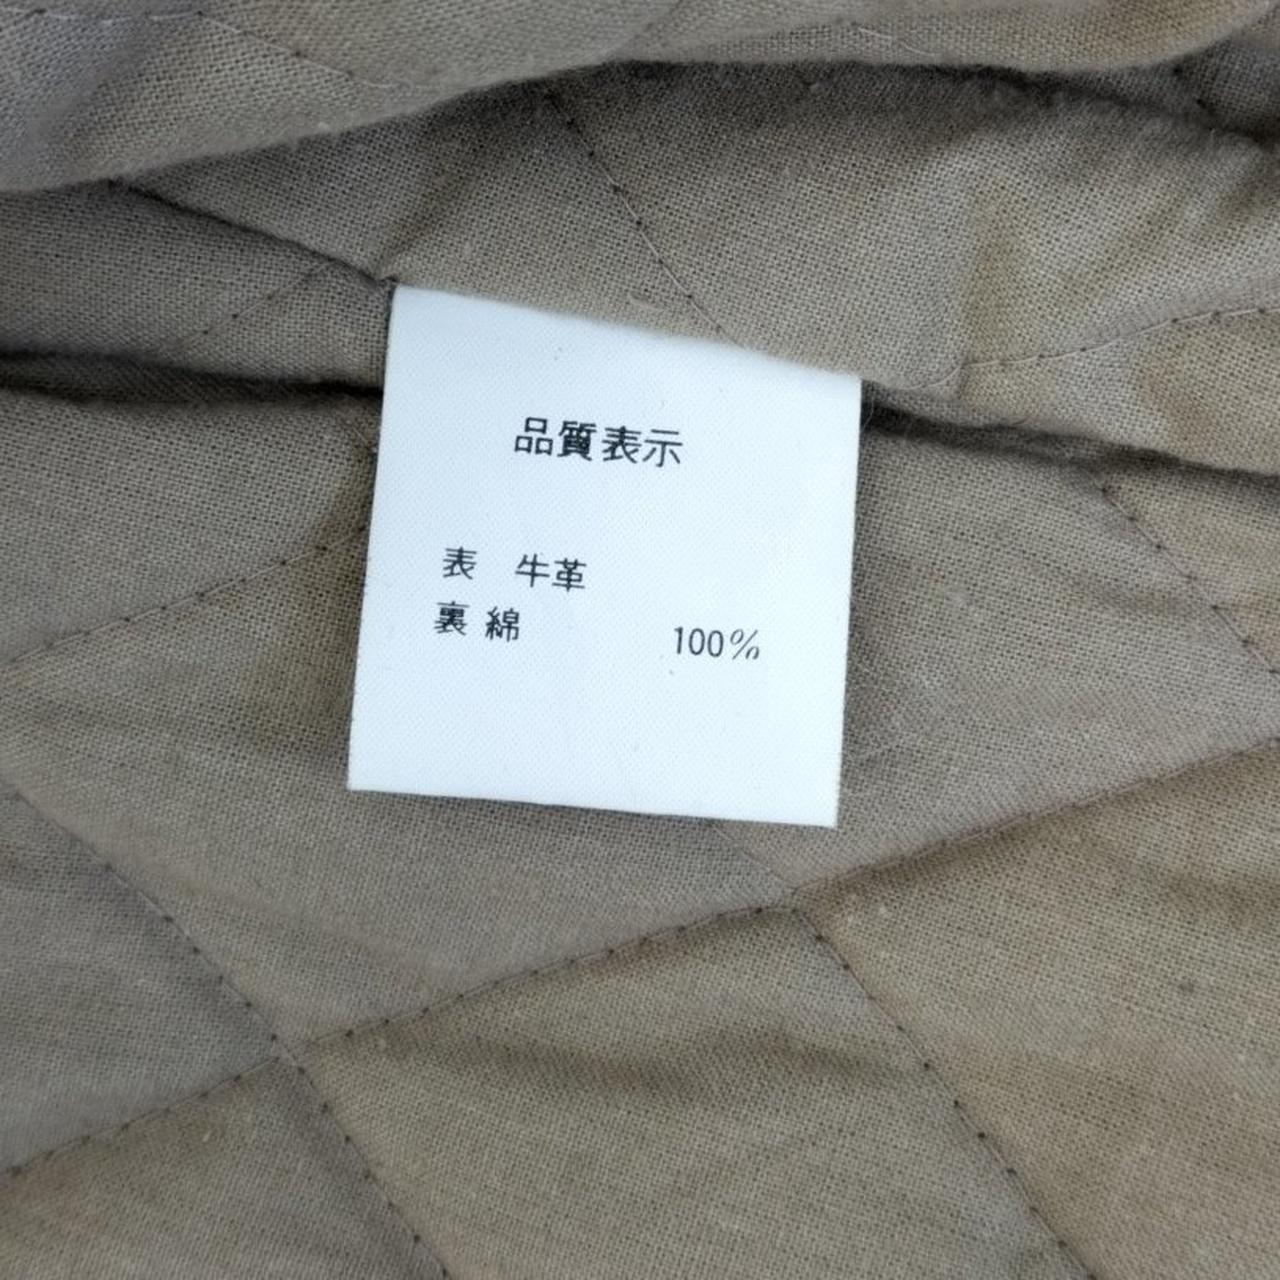 品質表示
表 牛革
裏 綿 100%